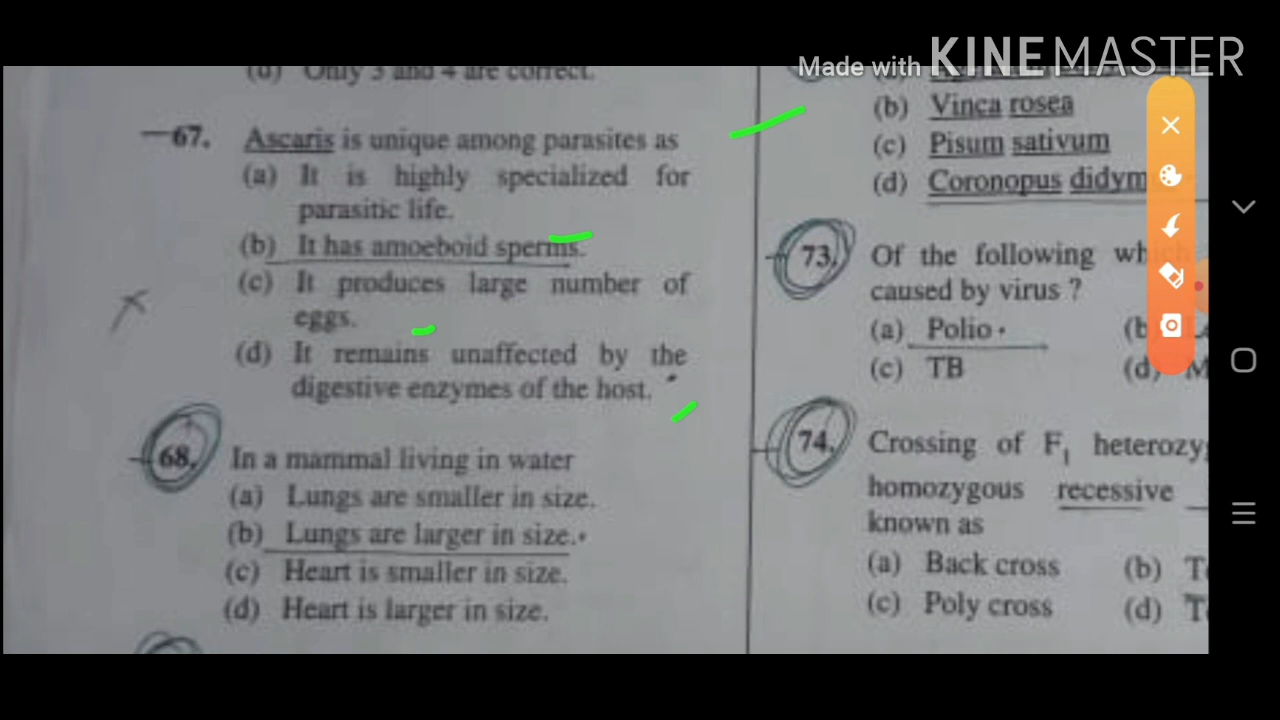 Made with KINEMASTER
(d) Only 3 and 4 are correct.
67. Ascaris is unique among parasites as
(a) It is highly specialized for
parasitic life.
(b) It has amoeboid sperms.
(c) It produces large number of
eggs.
(d) It remains unaffected by the
digestive enzymes of the host.
68. In a mammal living in water
(a) Lungs are smaller in size.
(b) Lungs are larger in size.
(c) Heart is smaller in size.
(d) Heart is larger in size.
(b) Vinca rosea
(c) Pisum sativum
(d) Coronopus didym
73. Of the following wh
caused by virus ?
(a) Polio (b
(c) TB (d) M
74. Crossing of F₁ heterozy
homozygous recessive
known as
(a) Back cross (b) T
(c) Poly cross (d) T